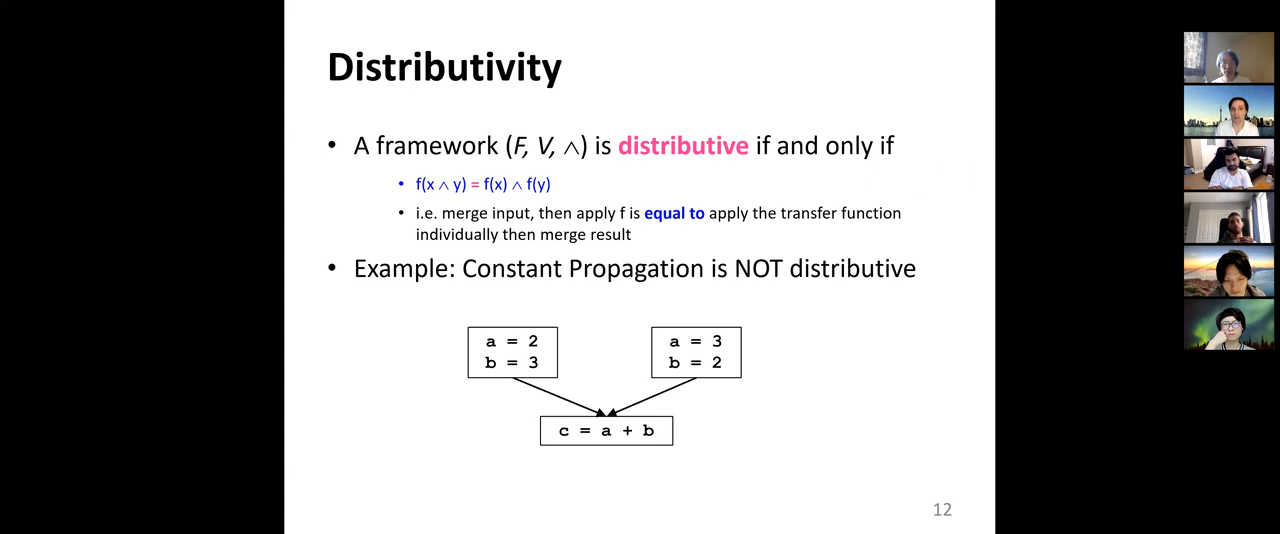 Distributivity
• A framework (F, V, ∧) is distributive if and only if
• f(x ∧ y) = f(x) ∧ f(y)
• i.e. merge input, then apply f is equal to apply the transfer function
individually then merge result
• Example: Constant Propagation is NOT distributive
a = 2
b = 3
a = 3
b = 2
c = a + b
12